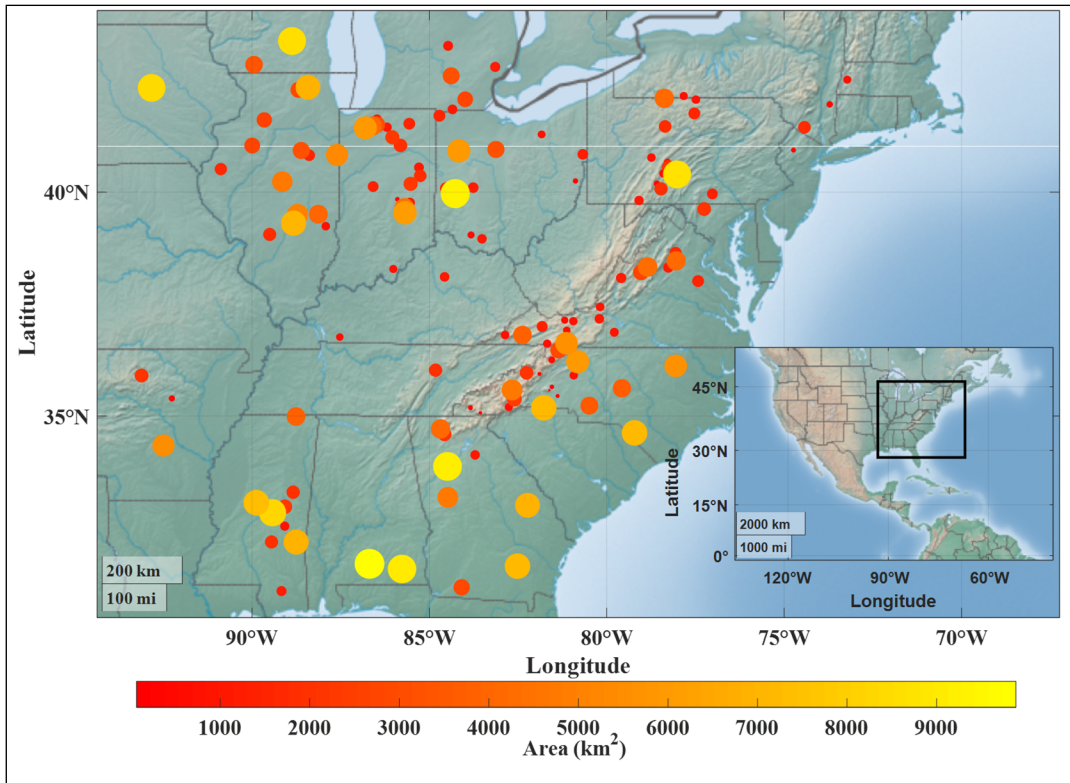 40°N
35°N
Latitude
200 km
100 mi
90°W
85°W
80°W
75°W
70°W
Longitude
45°N
30°N
15°N
0°
Latitude
2000 km
1000 mi
120°W
90°W
60°W
Longitude
1000
2000
3000
4000
5000
6000
7000
8000
9000
Area (km²)